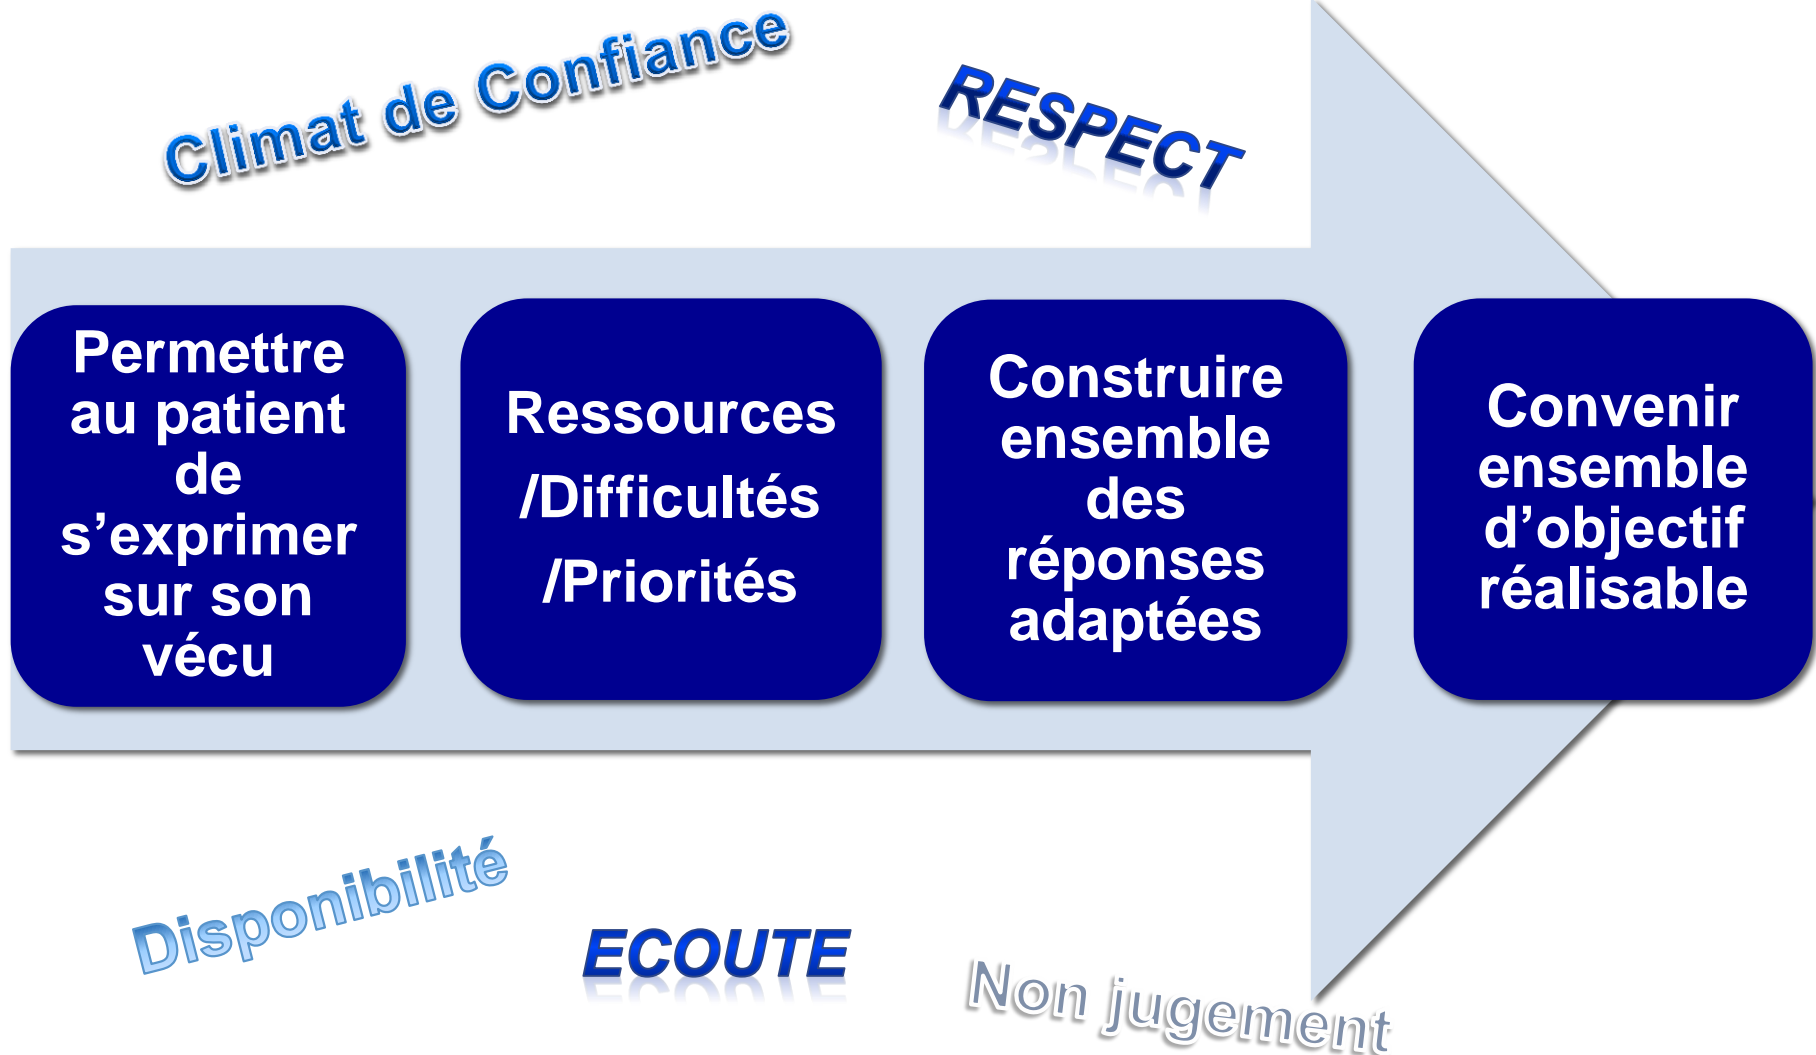 Climat de Confiance
RESPECT
Permettre
au patient
de
s’exprimer
sur son
vécu
Ressources
/Difficultés
/Priorités
Construire
ensemble
des
réponses
adaptées
Convenir
ensemble
d’objectif
réalisable
Disponibilité
ECOUTE
Non jugement